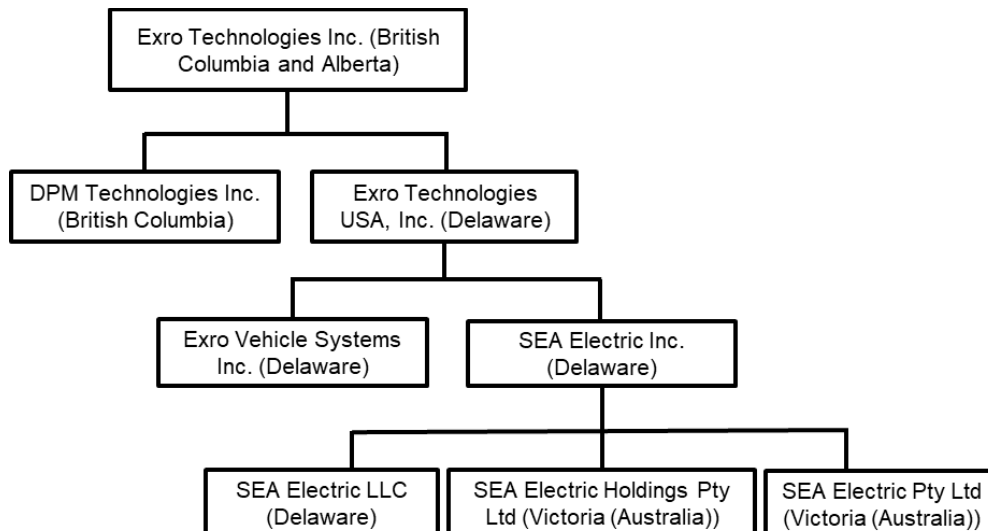 Exro Technologies Inc. (British
Columbia and Alberta)
DPM Technologies Inc.
(British Columbia)
Exro Technologies
USA, Inc. (Delaware)
Exro Vehicle Systems
Inc. (Delaware)
SEA Electric Inc.
(Delaware)
SEA Electric LLC
(Delaware)
SEA Electric Holdings Pty
Ltd (Victoria (Australia))
SEA Electric Pty Ltd
(Victoria (Australia))